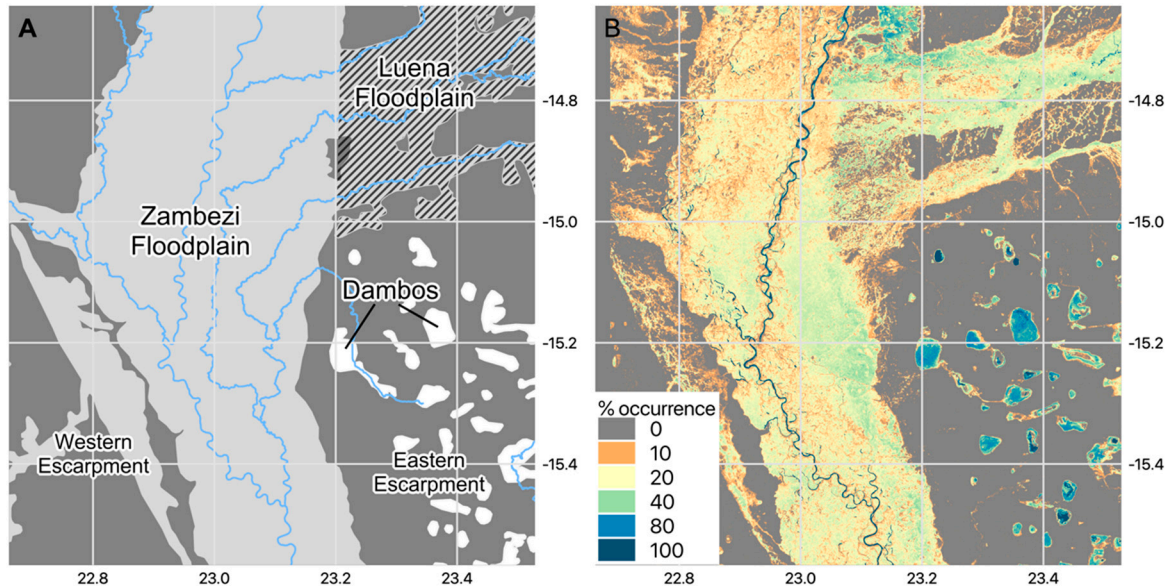 A
Luena
Floodplain
Zambezi
Floodplain
Dambos
Western
Escarpment
Eastern
Escarpment
22.8
23.0
23.2
23.4
-14.8
-15.0
-15.2
-15.4
B
% occurrence
0
10
20
40
80
100
22.8
23.0
23.2
23.4
-14.8
-15.0
-15.2
-15.4